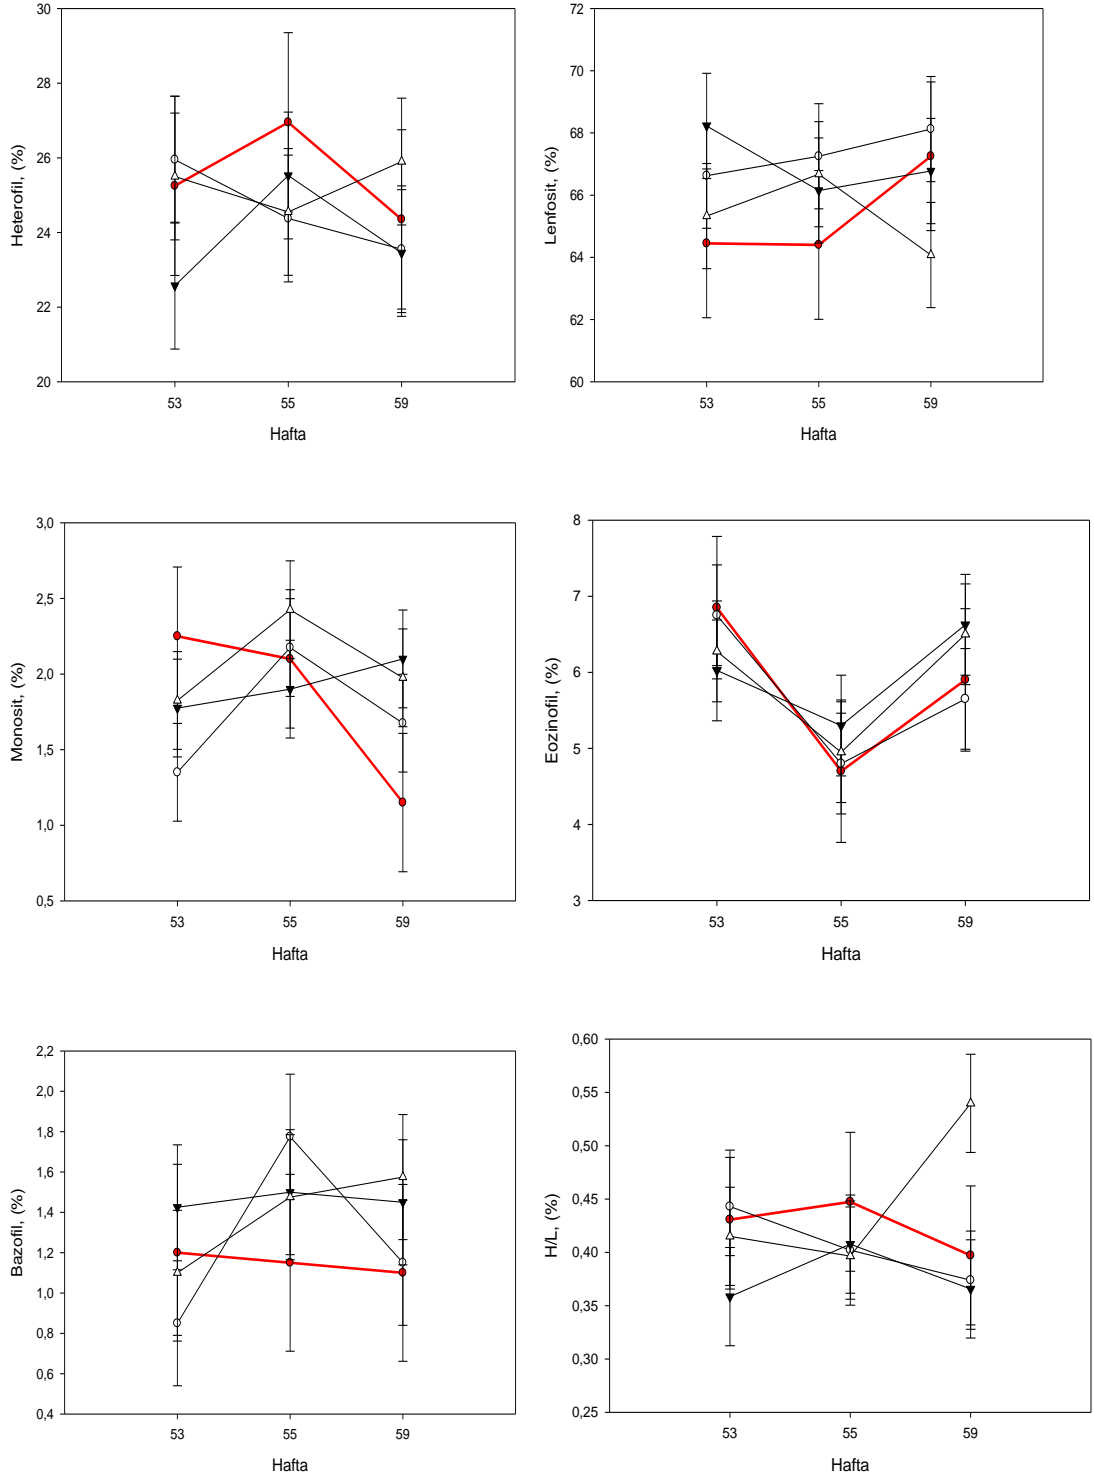 Heterofil, (%)
30
28
26
24
22
20
53 55 59
Hafta
Lenfosit, (%)
72
70
68
66
64
62
60
53 55 59
Hafta
Monosit, (%)
3,0
2,5
2,0
1,5
1,0
0,5
53 55 59
Hafta
Eozinofil, (%)
8
7
6
5
4
3
53 55 59
Hafta
Bazofil, (%)
2,2
2,0
1,8
1,6
1,4
1,2
1,0
0,8
0,6
0,4
53 55 59
Hafta
H/L, (%)
0,60
0,55
0,50
0,45
0,40
0,35
0,30
0,25
53 55 59
Hafta